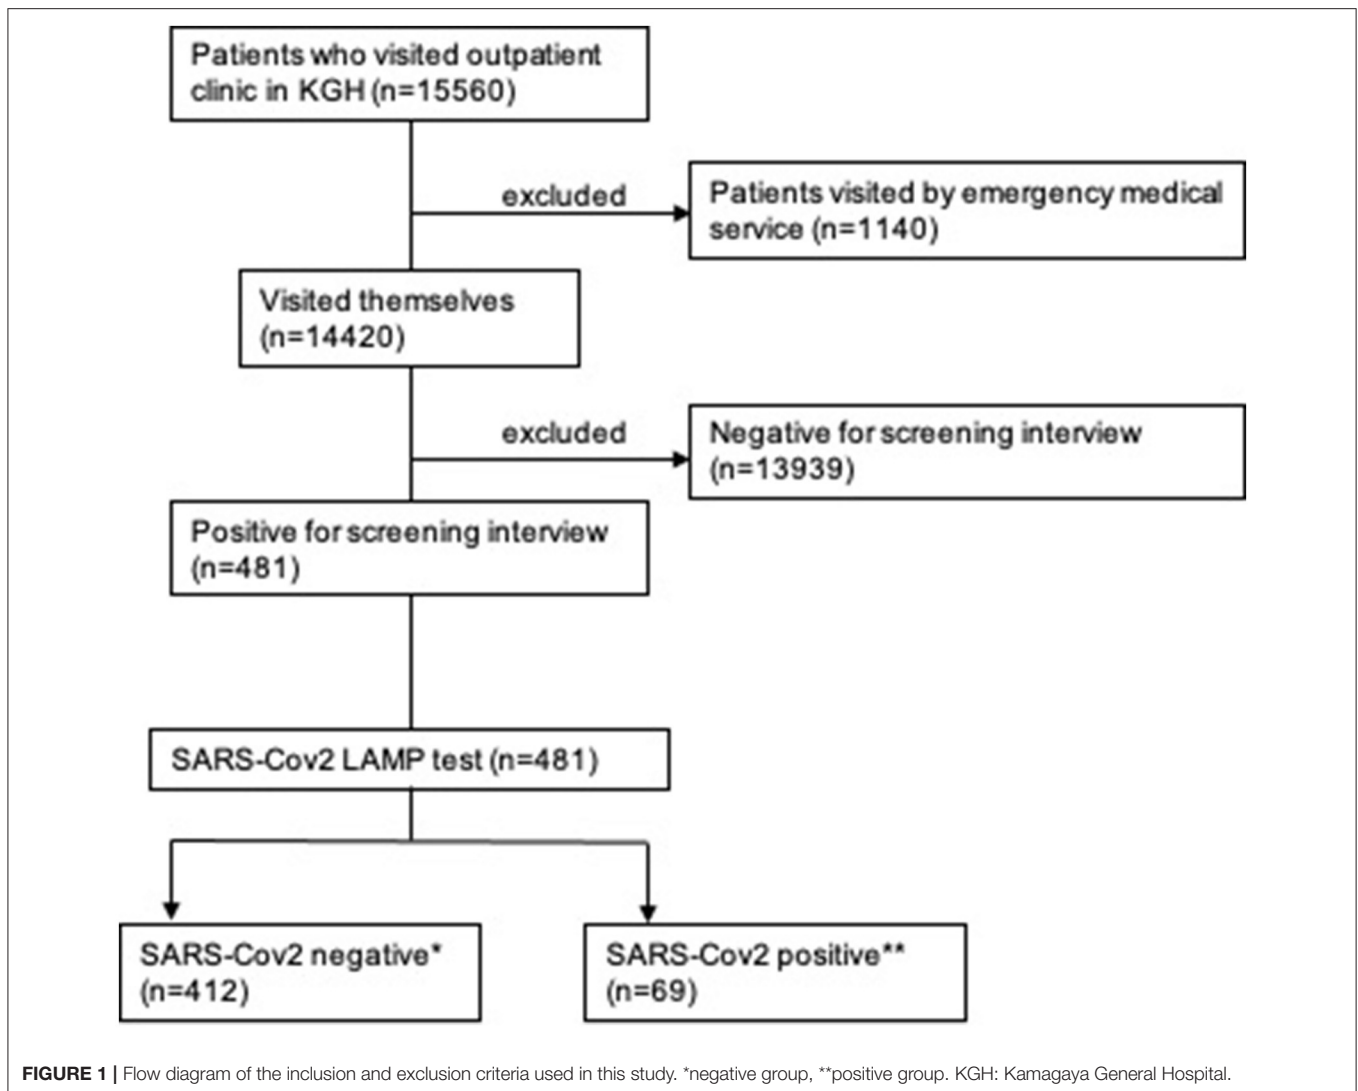 Patients who visited outpatient
clinic in KGH (n=15560)
excluded
Patients visited by emergency medical
service (n=1140)
Visited themselves
(n=14420)
excluded
Negative for screening interview
(n=13939)
Positive for screening interview
(n=481)
SARS-Cov2 LAMP test (n=481)
SARS-Cov2 negative*
(n=412)
SARS-Cov2 positive**
(n=69)
FIGURE 1 | Flow diagram of the inclusion and exclusion criteria used in this study. *negative group, **positive group. KGH: Kamagaya General Hospital.